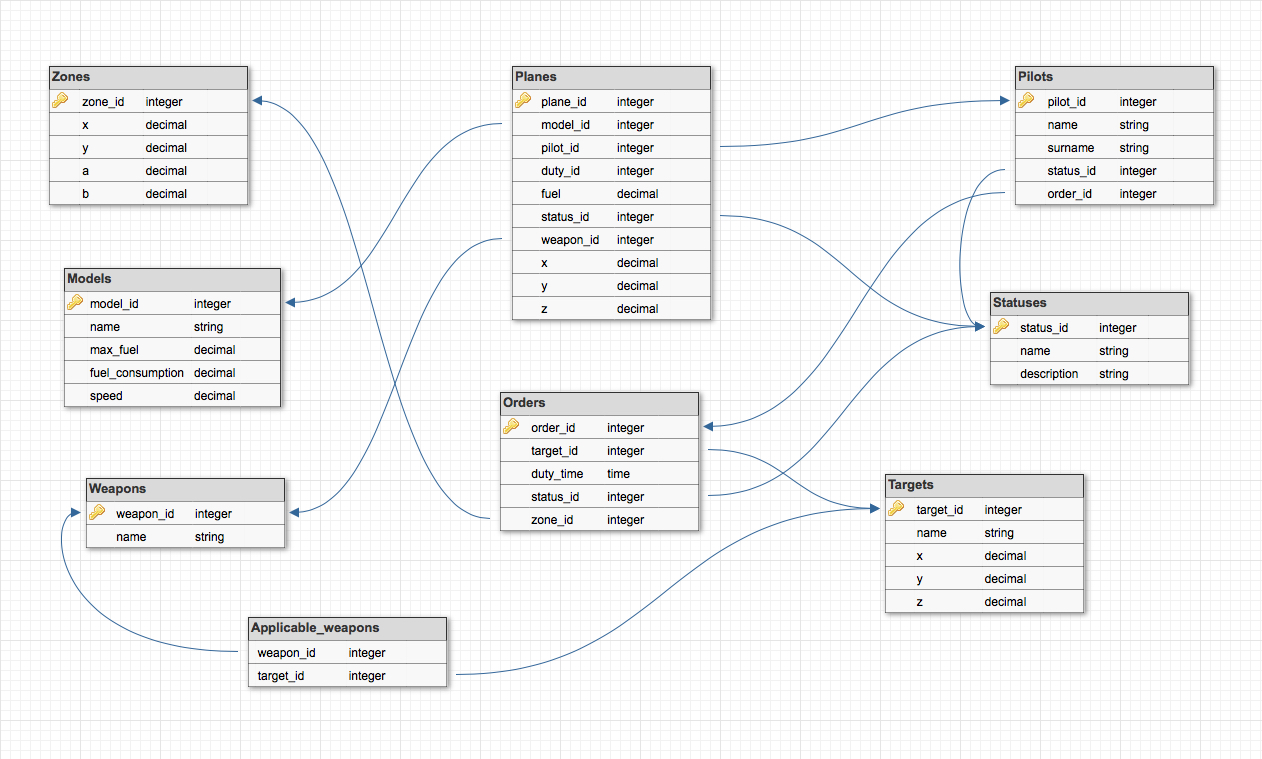 Zones
zone_id integer
x decimal
y decimal
a decimal
b decimal
Planes
plane_id integer
model_id integer
pilot_id integer
duty_id integer
fuel decimal
status_id integer
weapon_id integer
x decimal
y decimal
z decimal
Pilots
pilot_id integer
name string
surname string
status_id integer
order_id integer
Models
model_id integer
name string
max_fuel decimal
fuel_consumption decimal
speed decimal
Statuses
status_id integer
name string
description string
Orders
order_id integer
target_id integer
duty_time time
status_id integer
zone_id integer
Weapons
weapon_id integer
name string
Targets
target_id integer
name string
x decimal
y decimal
z decimal
Applicable_weapons
weapon_id integer
target_id integer